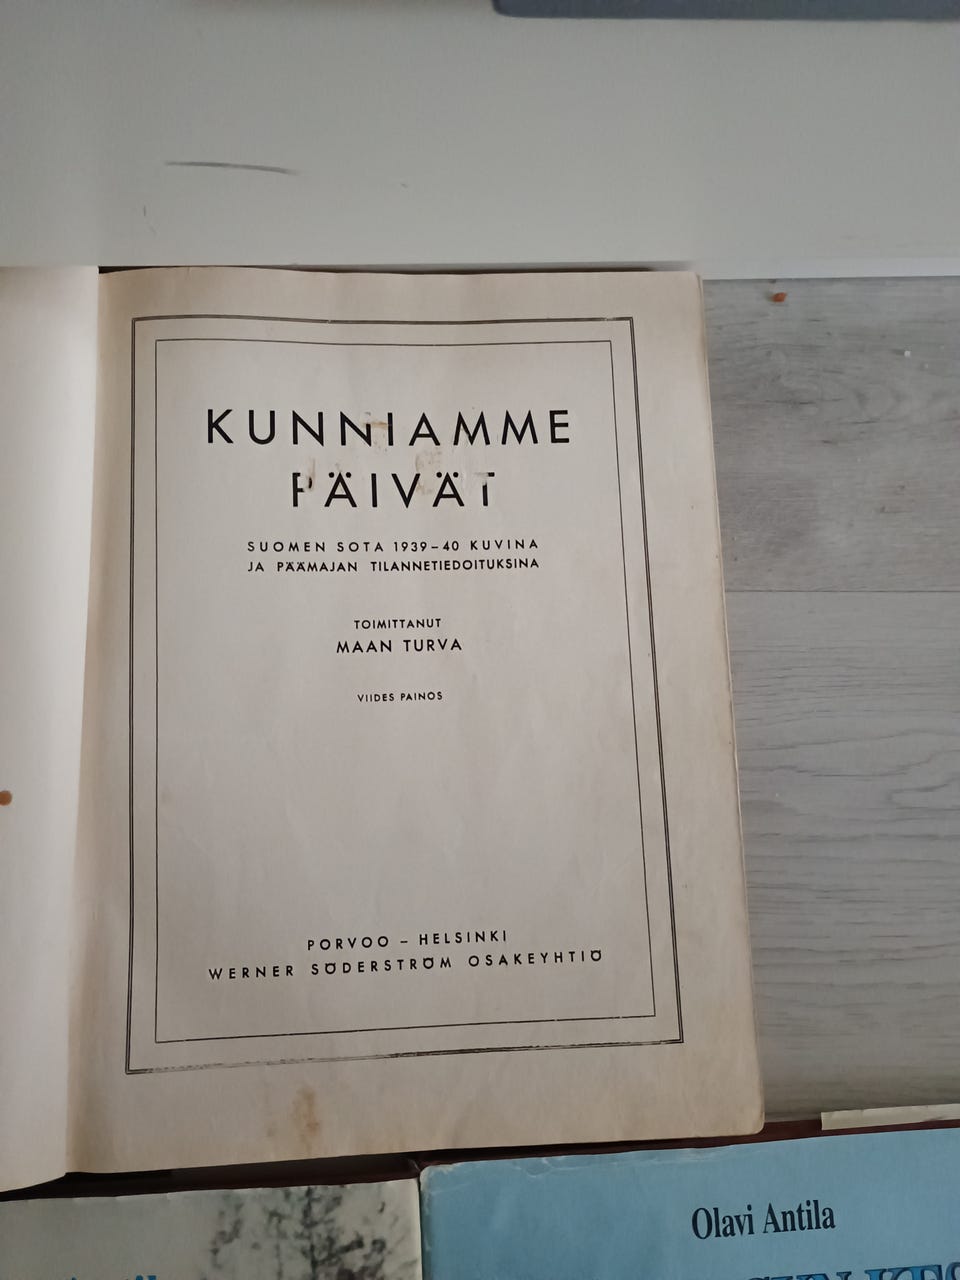 KUNNIAMME
PÄIVÄT
SUOMEN SOTA 1939–40 KUVINA
JA PÄÄMAJAN TILANNETIEDOITUKSINA
TOIMITTANUT
MAAN TURVA
VIIDES PAINOS
PORVOO – HELSINKI
WERNER SÖDERSTRÖM OSAKEYHTIÖ
Olavi Antila